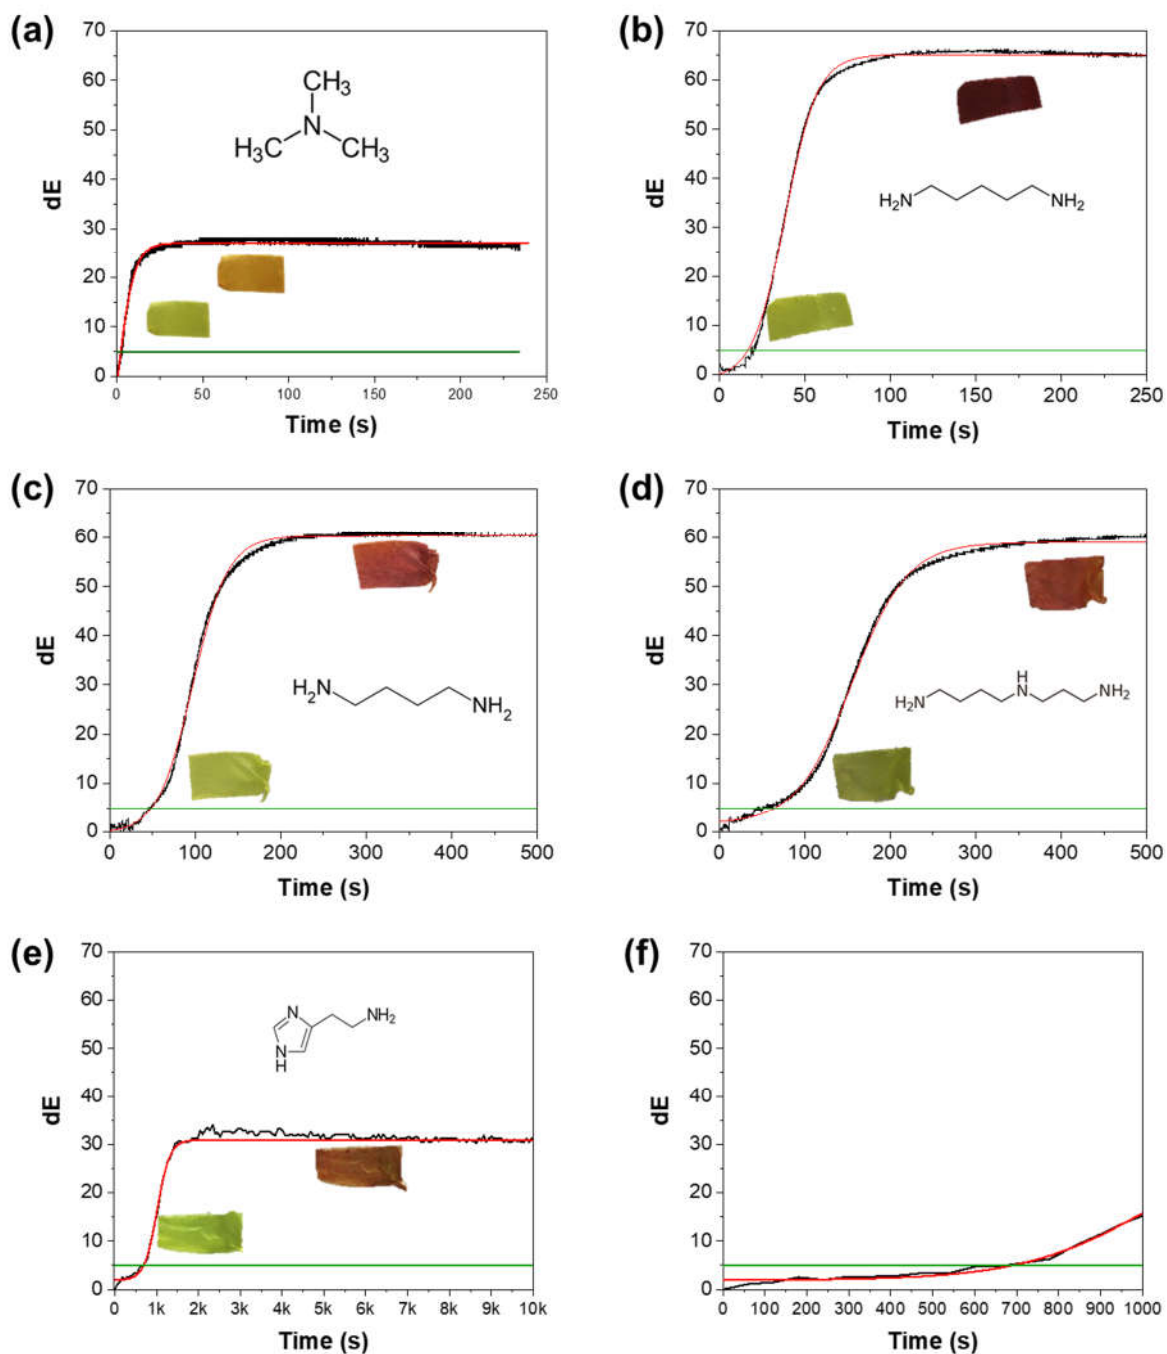 (a)
70
60
50
40
30
20
10
0
dE
CH₃
N
H₃C
CH₃
0 50 100 150 200 250
Time (s)
(b)
70
60
50
40
30
20
10
0
dE
H₂N
NH₂
0 50 100 150 200 250
Time (s)
(c)
70
60
50
40
30
20
10
0
dE
H₂N
NH₂
0 100 200 300 400 500
Time (s)
(d)
70
60
50
40
30
20
10
0
dE
H
H₂N
N
NH₂
0 100 200 300 400 500
Time (s)
(e)
70
60
50
40
30
20
10
0
dE
N
NH₂
N
H
0 1k 2k 3k 4k 5k 6k 7k 8k 9k 10k
Time (s)
(f)
70
60
50
40
30
20
10
0
dE
0 100 200 300 400 500 600 700 800 900 1000
Time (s)